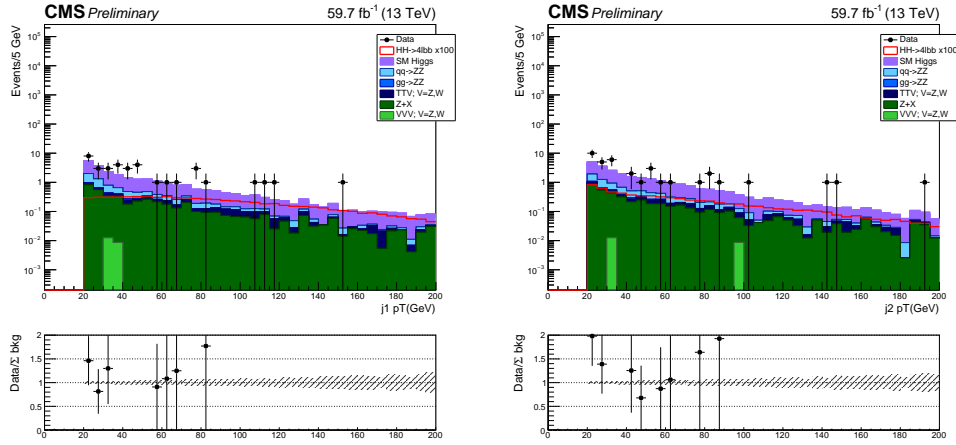 CMS Preliminary 59.7 fb⁻¹ (13 TeV)
Events/5 GeV
10⁵
10⁴
10³
10²
10
1
10⁻¹
10⁻²
10⁻³
Data
HH->4lbb x100
SM Higgs
qq->ZZ
gg->ZZ
TTV; V=Z,W
Z+X
VVV; V=Z,W
0 20 40 60 80 100 120 140 160 180 200
j1 pT(GeV)
Data/Σ bkg
2
1.5
1
0.5
0
0 20 40 60 80 100 120 140 160 180 200
CMS Preliminary 59.7 fb⁻¹ (13 TeV)
Events/5 GeV
10⁵
10⁴
10³
10²
10
1
10⁻¹
10⁻²
10⁻³
Data
HH->4lbb x100
SM Higgs
qq->ZZ
gg->ZZ
TTV; V=Z,W
Z+X
VVV; V=Z,W
0 20 40 60 80 100 120 140 160 180 200
j2 pT(GeV)
Data/Σ bkg
2
1.5
1
0.5
0
0 20 40 60 80 100 120 140 160 180 200